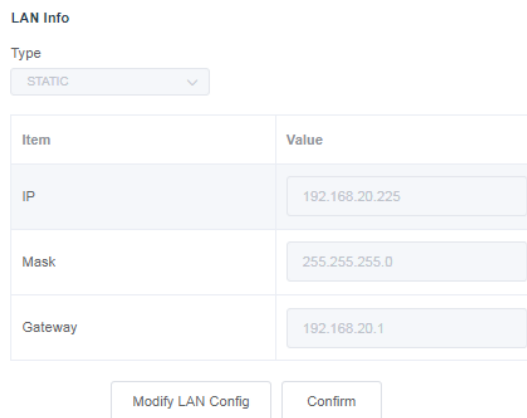 LAN Info
Type
STATIC
Item Value
IP 192.168.20.225
Mask 255.255.255.0
Gateway 192.168.20.1
Modify LAN Config Confirm